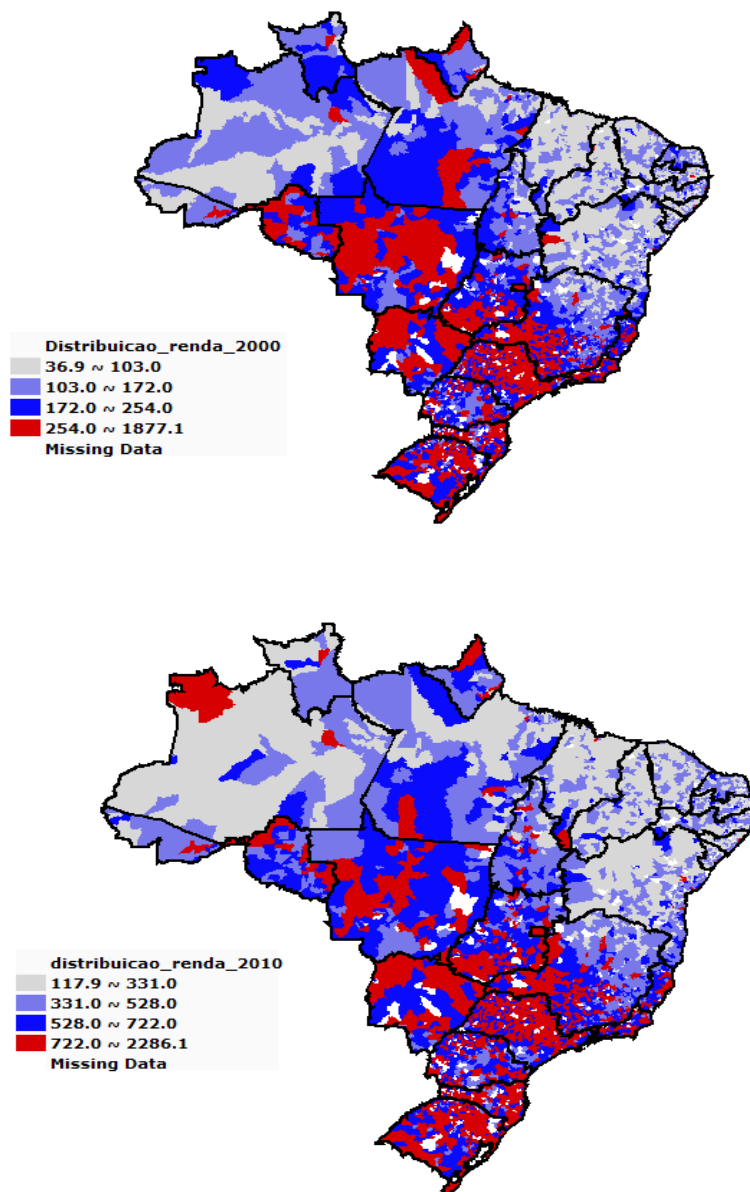 Distribuicao_renda_2000
36.9 ~ 103.0
103.0 ~ 172.0
172.0 ~ 254.0
254.0 ~ 1877.1
Missing Data
distribuicao_renda_2010
117.9 ~ 331.0
331.0 ~ 528.0
528.0 ~ 722.0
722.0 ~ 2286.1
Missing Data